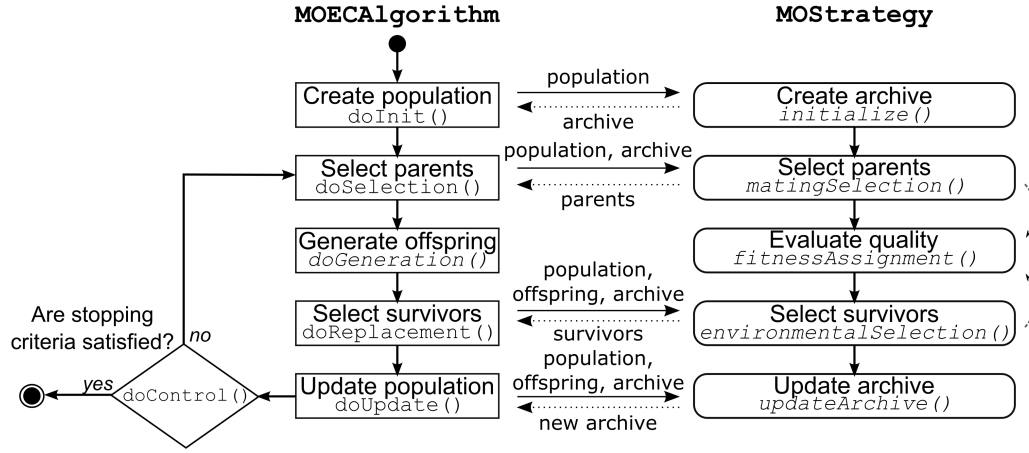 MOECAlgorithm
MOStrategy
Create population
doInit()
population
archive
Create archive
initialize()
Select parents
doSelection()
population, archive
parents
Select parents
matingSelection()
Generate offspring
doGeneration()
Evaluate quality
fitnessAssignment()
Select survivors
doReplacement()
population,
offspring, archive
survivors
Select survivors
environmentalSelection()
Are stopping
criteria satisfied?
no
yes
doControl()
Update population
doUpdate()
population,
offspring, archive
new archive
Update archive
updateArchive()